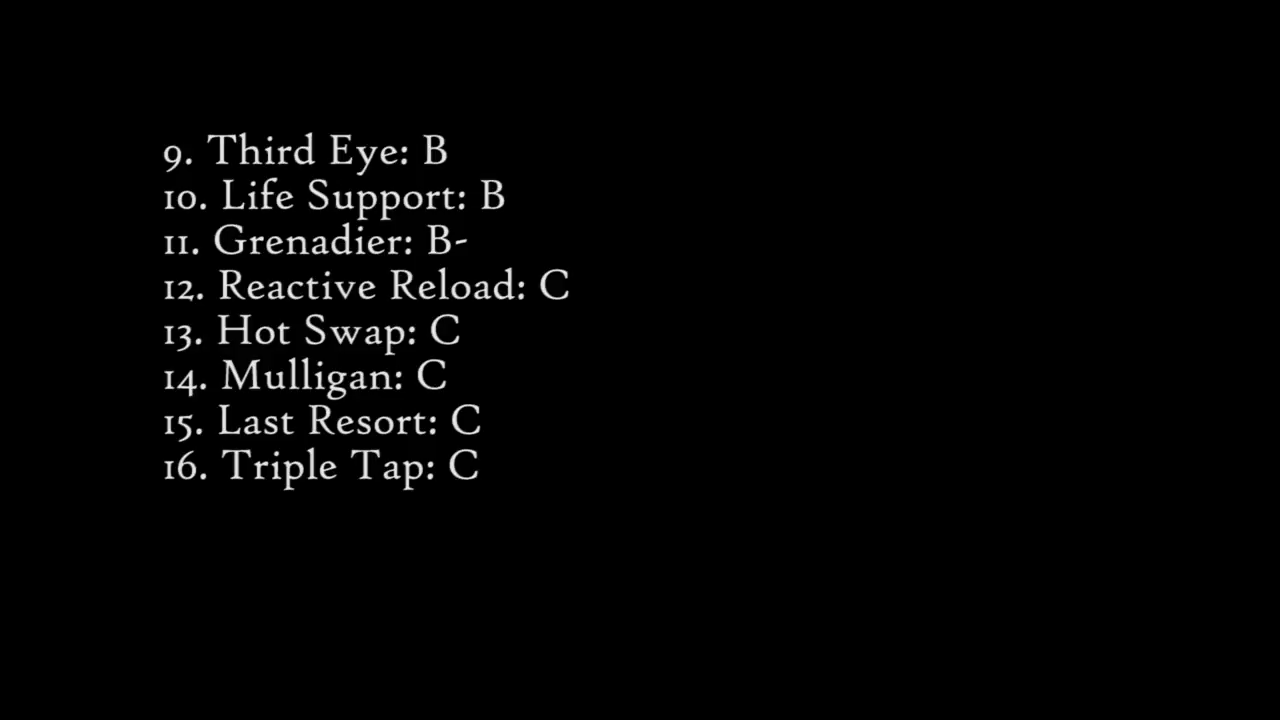 9. Third Eye: B
10. Life Support: B
11. Grenadier: B-
12. Reactive Reload: C
13. Hot Swap: C
14. Mulligan: C
15. Last Resort: C
16. Triple Tap: C